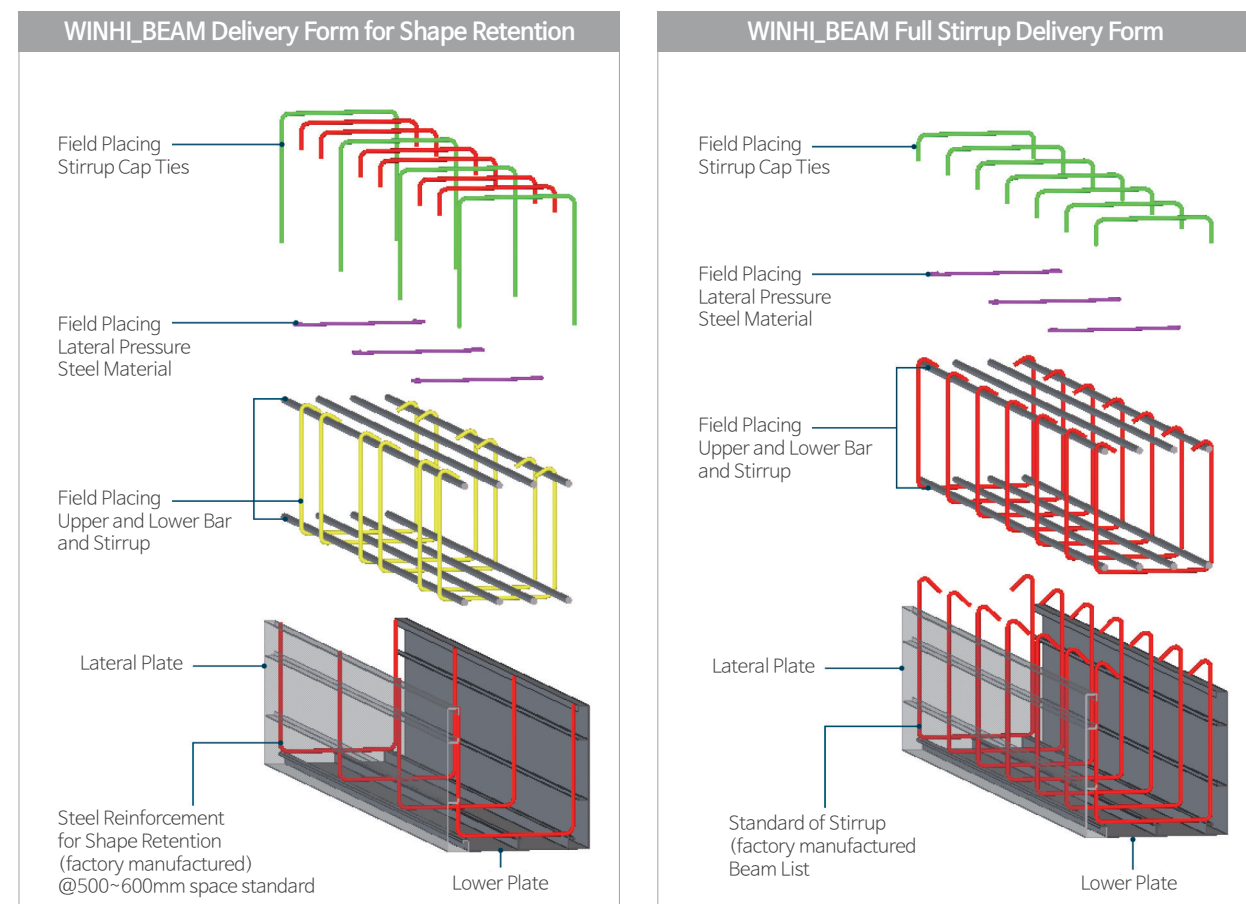 WINHI_BEAM Delivery Form for Shape Retention
Field Placing
Stirrup Cap Ties
Field Placing
Lateral Pressure
Steel Material
Field Placing
Upper and Lower Bar
and Stirrup
Lateral Plate
Steel Reinforcement
for Shape Retention
(factory manufactured)
@500~600mm space standard
Lower Plate
WINHI_BEAM Full Stirrup Delivery Form
Field Placing
Stirrup Cap Ties
Field Placing
Lateral Pressure
Steel Material
Field Placing
Upper and Lower Bar
and Stirrup
Lateral Plate
Standard of Stirrup
(factory manufactured
Beam List
Lower Plate